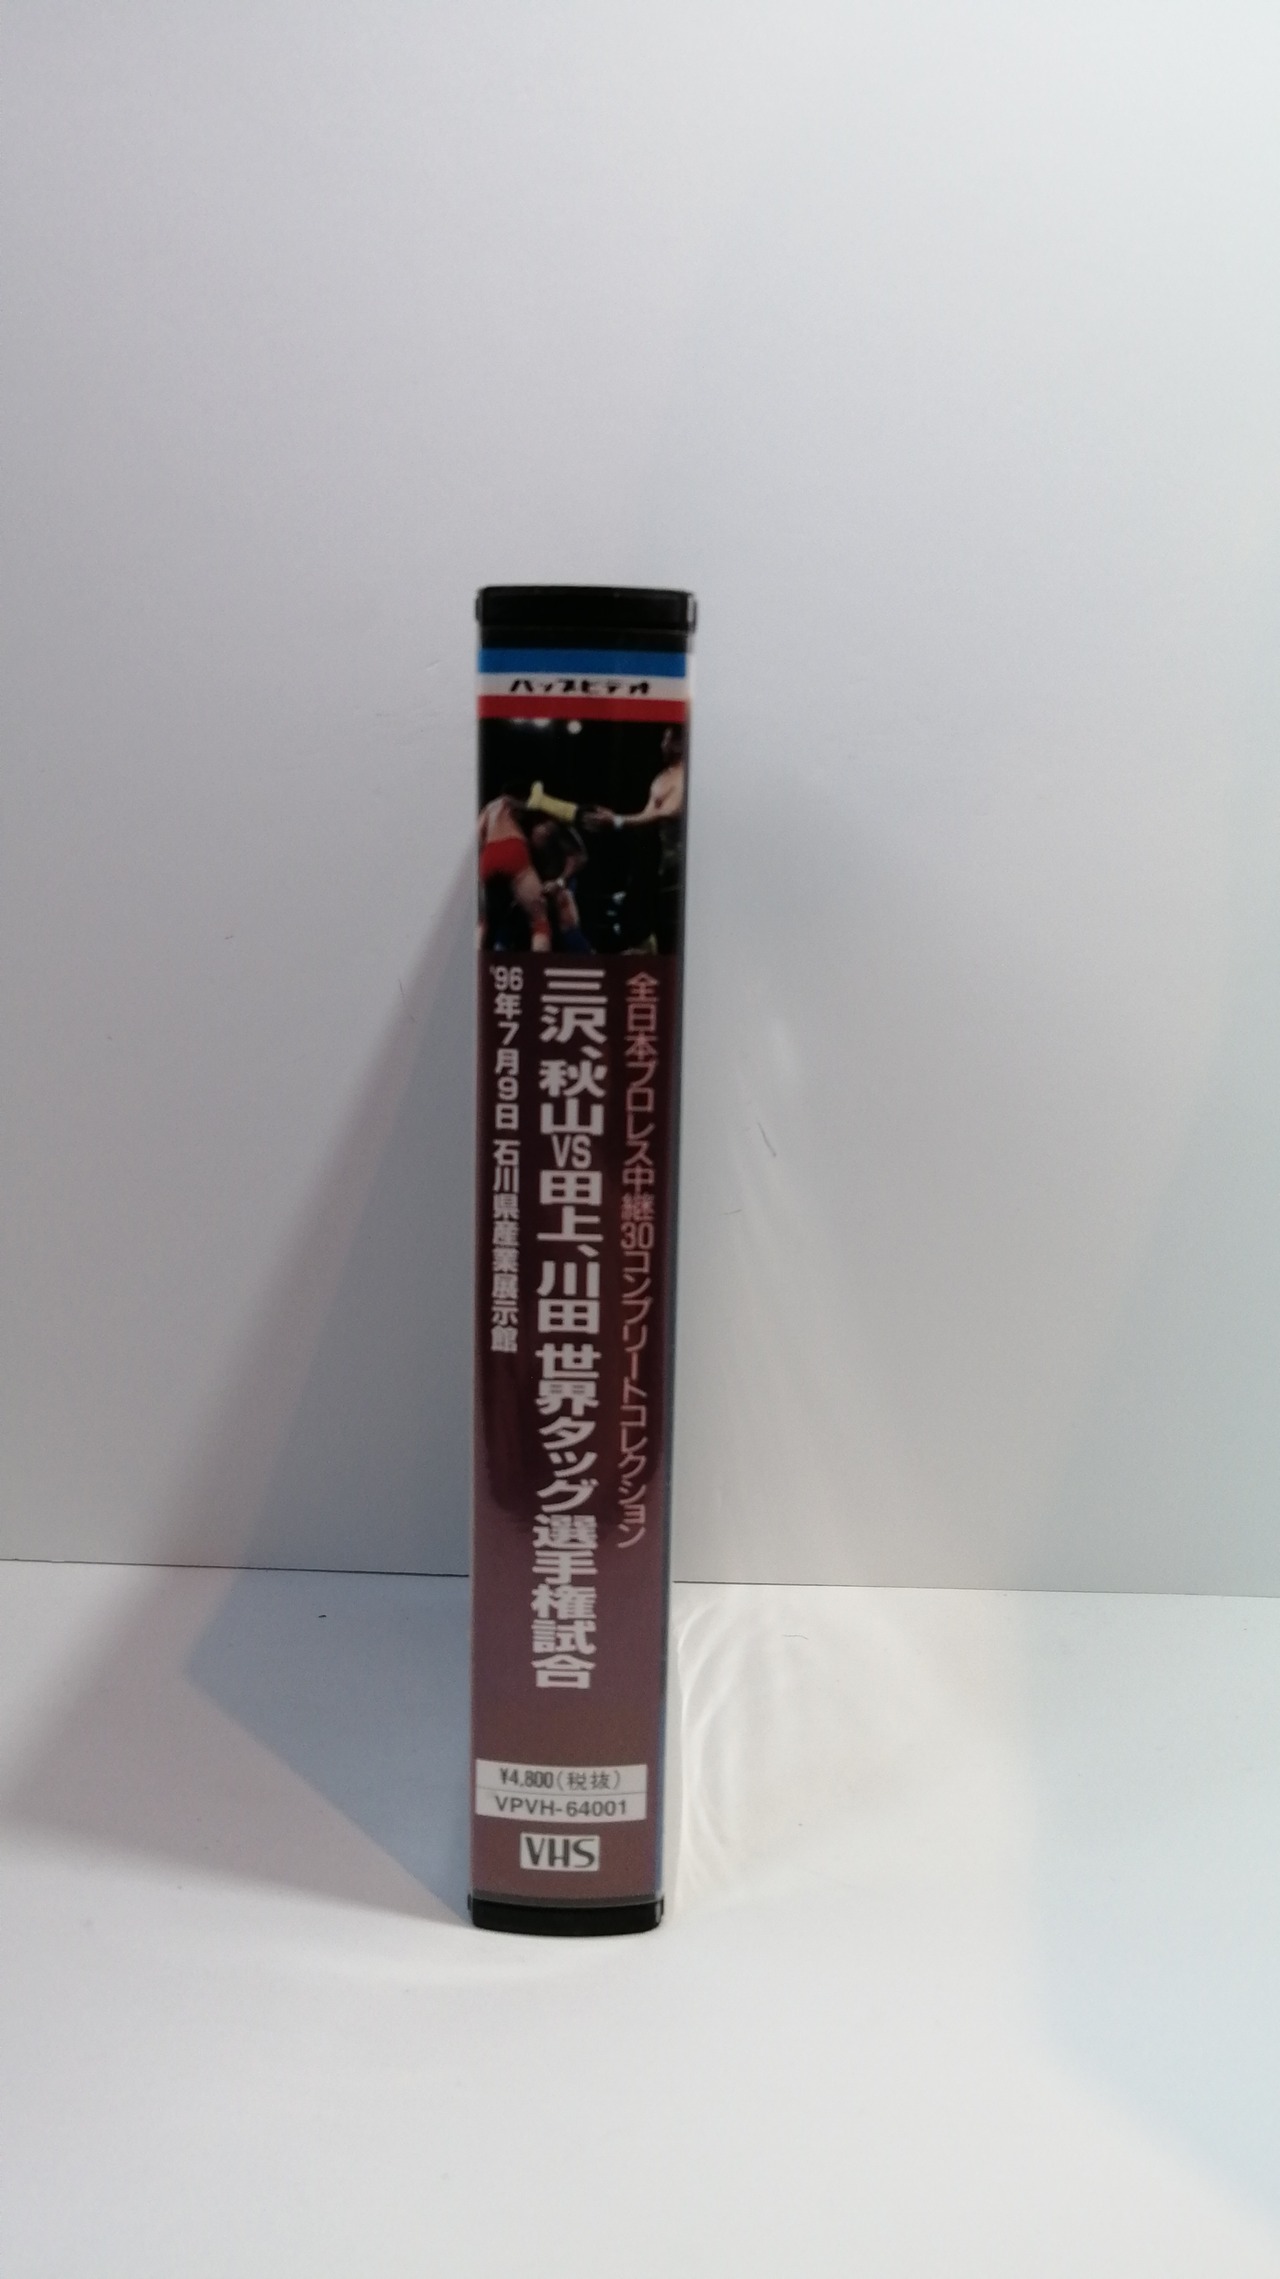 バップビデオ
全日本プロレス中継30コンプリートコレクション
三沢、秋山VS田上、川田 世界タッグ選手権試合
'96年7月9日 石川県産業展示館
¥4,800(税抜)
VPVH-64001
VHS